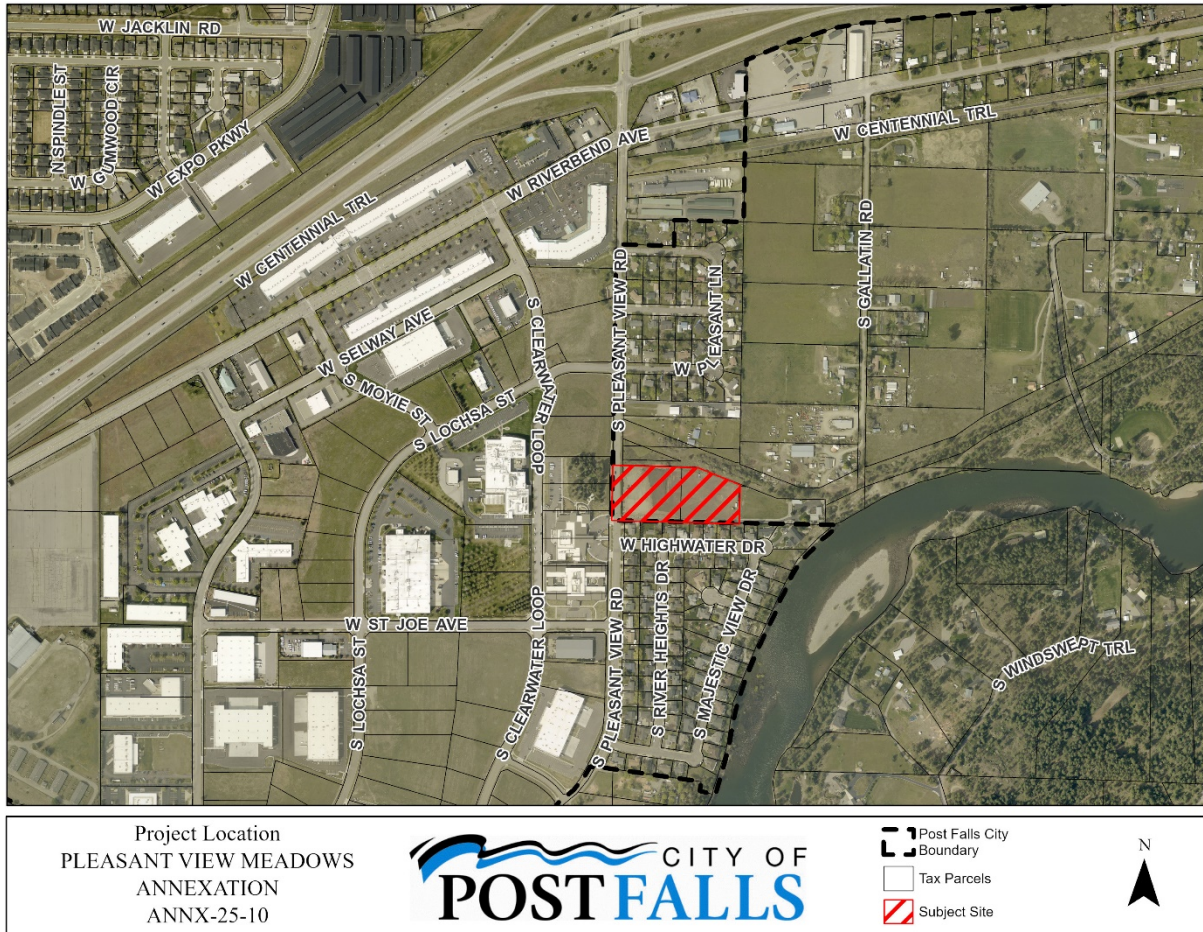 W JACKLIN RD
N SPINDLE ST
W GUMWOOD CIR
W EXPO PKWY
W CENTENNIAL TRL
W RIVERBEND AVE
W CENTENNIAL TRL
S GALLATIN RD
S PLEASANT VIEW RD
W PLEASANT LN
W SELWAY AVE
S CLEARWATER LOOP
S MOYIE ST
S LOCHSA ST
W HIGHWATER DR
W ST JOE AVE
S LOCHSA ST
S CLEARWATER LOOP
S PLEASANT VIEW RD
S RIVER HEIGHTS DR
S MAJESTIC VIEW DR
S WINDSWEPT TRL
Project Location
PLEASANT VIEW MEADOWS
ANNEXATION
ANNX-25-10
CITY OF
POST FALLS
Post Falls City
Boundary
Tax Parcels
Subject Site
N